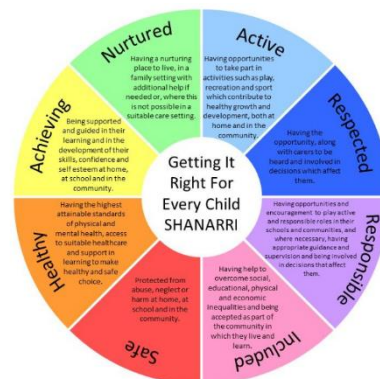 Getting It
Right For
Every Child
SHANARRI
Nurtured
Having a nurturing
place to live, in a
family setting with
additional help if
needed or, where this
is not possible in a
suitable care setting.
Active
Having opportunities
to take part in
activities such as play,
recreation and sport
which contribute to
healthy growth and
development, both at
home and in the
community.
Respected
Having the
opportunity, along
with carers to be
heard and involved in
decisions which affect
them.
Responsible
Having opportunities and
encouragement to play active
and responsible roles in their
schools and communities, and
where necessary, having
appropriate guidance and
supervision and being involved
in decisions that affect them.
Included
Having help to
overcome social,
educational, physical
and economic
inequalities and being
accepted as part of
the community in
which they live and
learn.
Safe
Protected from
abuse, neglect or
harm at home, at
school and in the
community.
Healthy
Having the highest
attainable standards
of physical and
mental health, access
to suitable healthcare
and support in
learning to make
healthy and safe
choice.
Achieving
Being supported
and guided in their
learning and in the
development of their
skills, confidence and
self esteem at home,
at school and in the
community.